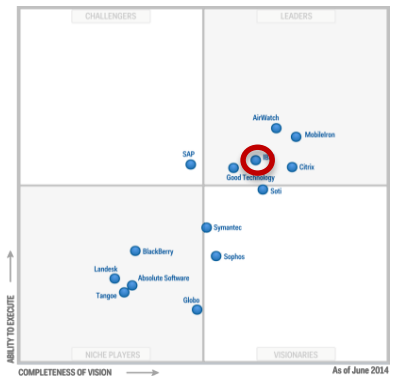 CHALLENGERS
LEADERS
AirWatch
MobileIron
SAP
Citrix
Good Technology
Soti
Symantec
BlackBerry
Sophos
Landesk
Absolute Software
Tangoe
Globo
NICHE PLAYERS
VISIONARIES
ABILITY TO EXECUTE
COMPLETENESS OF VISION
As of June 2014